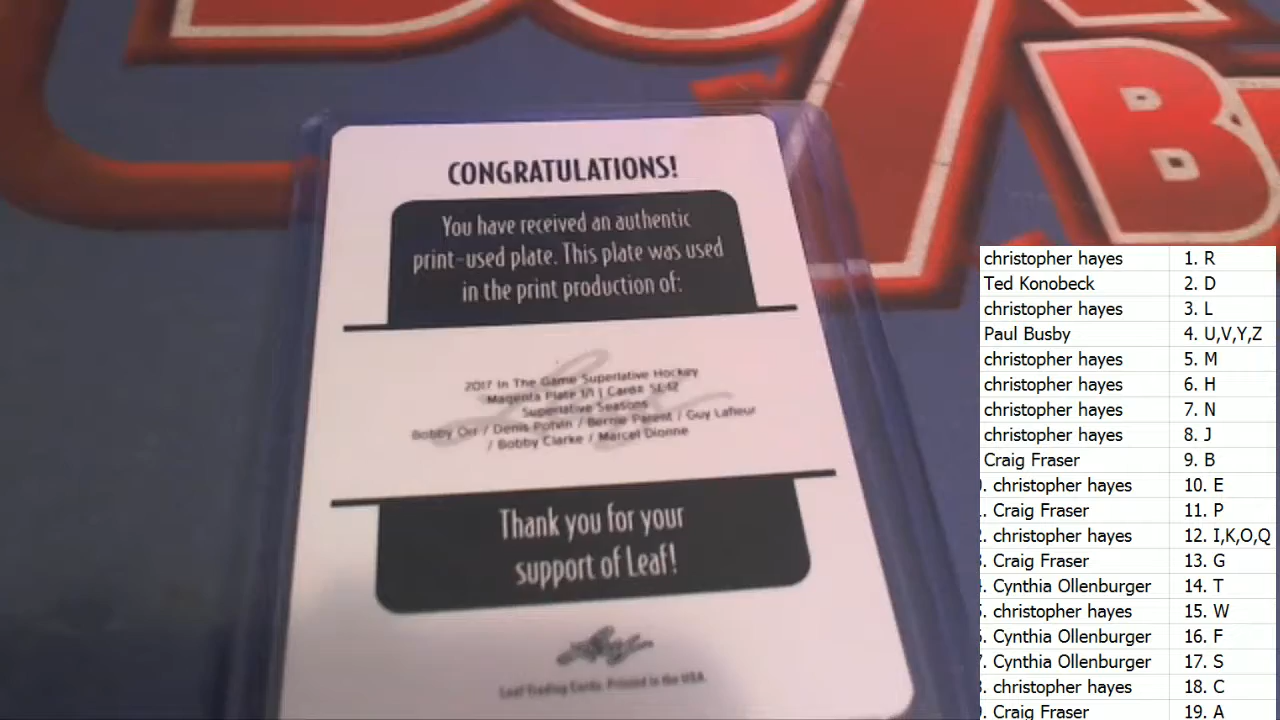 CONGRATULATIONS!
You have received an authentic
print-used plate. This plate was used
in the print production of:
2017 In The Game Superlative Hockey
Magenta Plate 1/1 | Card# SE-12
Superlative Seasons
Bobby Orr / Denis Potvin / Bernie Parent / Guy Lafleur
/ Bobby Clarke / Marcel Dionne
Thank you for your
support of Leaf!
Leaf
Leaf Trading Cards. Printed in the USA.
christopher hayes 1. R
Ted Konobeck 2. D
christopher hayes 3. L
Paul Busby 4. U,V,Y,Z
christopher hayes 5. M
christopher hayes 6. H
christopher hayes 7. N
christopher hayes 8. J
Craig Fraser 9. B
. christopher hayes 10. E
. Craig Fraser 11. P
. christopher hayes 12. I,K,O,Q
. Craig Fraser 13. G
. Cynthia Ollenburger 14. T
. christopher hayes 15. W
. Cynthia Ollenburger 16. F
. Cynthia Ollenburger 17. S
. christopher hayes 18. C
. Craig Fraser 19. A